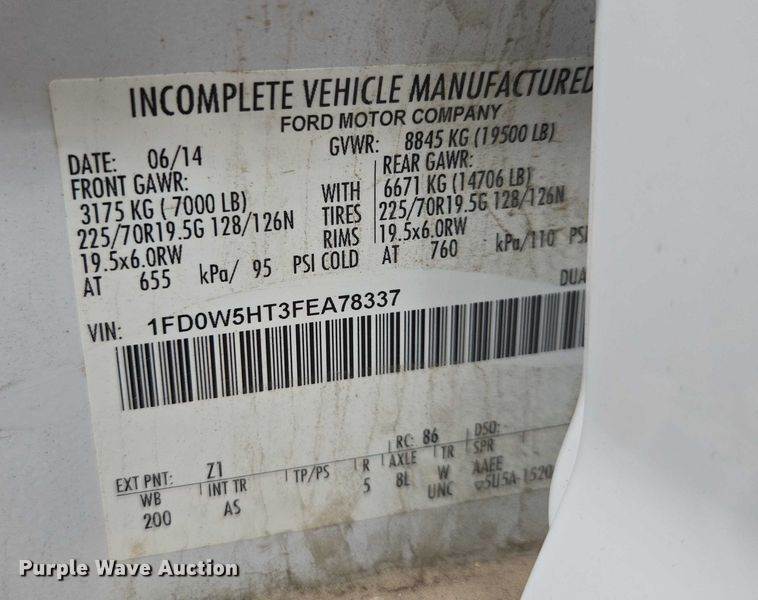 INCOMPLETE VEHICLE MANUFACTURED
FORD MOTOR COMPANY
DATE: 06/14 GVWR: 8845 KG (19500 LB)
FRONT GAWR: REAR GAWR:
3175 KG ( 7000 LB) WITH 6671 KG (14706 LB)
225/70R19.5G 128/126N TIRES 225/70R19.5G 128/126N
19.5x6.0RW RIMS 19.5x6.0RW
AT 655 kPa/ 95 PSI COLD AT 760 kPa/110 PSI
DUA
VIN: 1FD0W5HT3FEA78337
EXT PNT: Z1 RC: 86 DSO:
WB INT TR TP/PS R AXLE TR SPR
200 AS 5 8L W AAEE
UNC 5U5A-1520
Purple Wave Auction